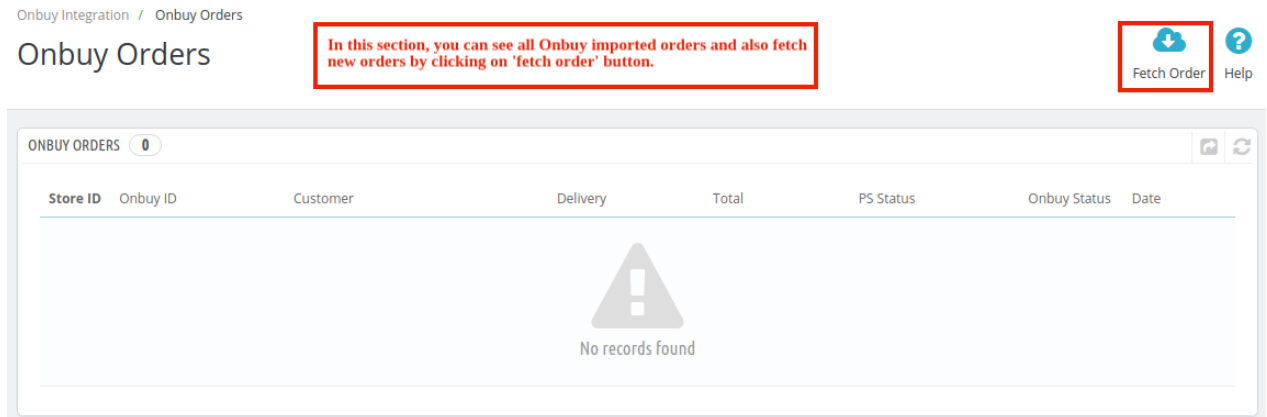 Onbuy Integration / Onbuy Orders
Onbuy Orders
In this section, you can see all Onbuy imported orders and also fetch
new orders by clicking on 'fetch order' button.
Fetch Order
Help
ONBUY ORDERS 0
Store ID Onbuy ID Customer Delivery Total PS Status Onbuy Status Date
No records found